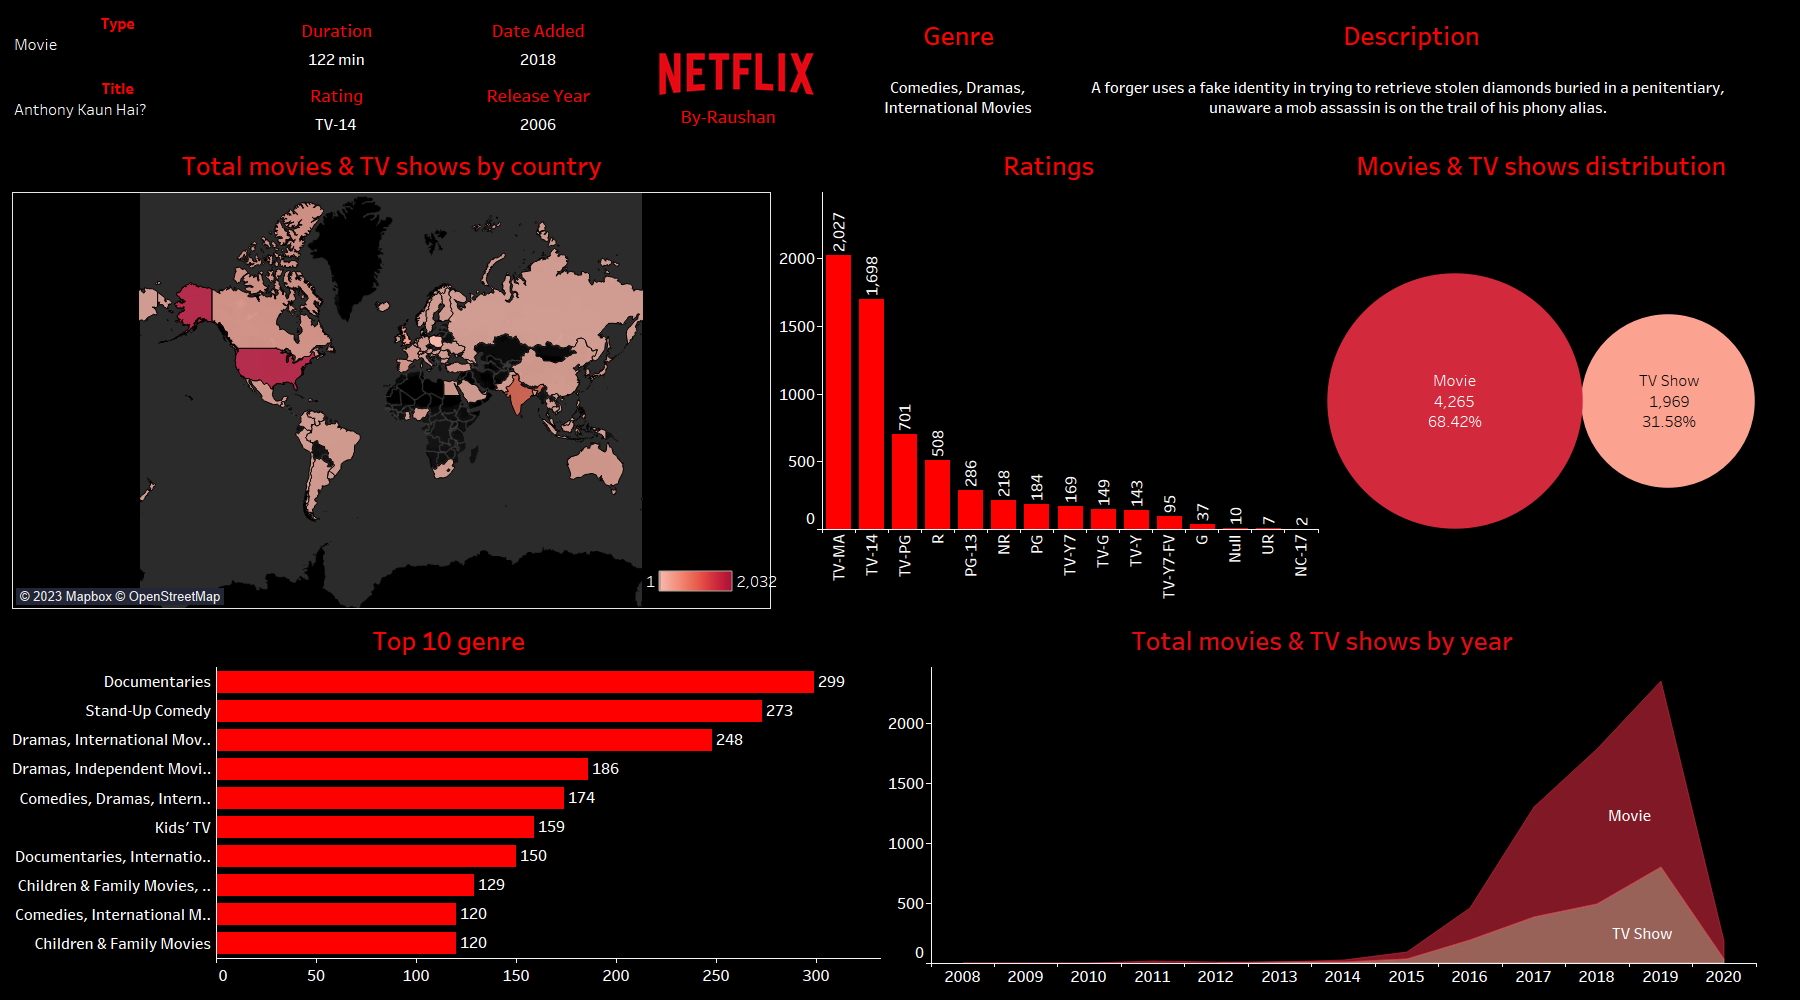 Type
Movie
Title
Anthony Kaun Hai?
Duration
122 min
Rating
TV-14
Date Added
2018
Release Year
2006
NETFLIX
By-Raushan
Genre
Comedies, Dramas,
International Movies
Description
A forger uses a fake identity in trying to retrieve stolen diamonds buried in a penitentiary,
unaware a mob assassin is on the trail of his phony alias.
Total movies & TV shows by country
© 2023 Mapbox © OpenStreetMap
1
2,032
Ratings
2000
1500
1000
500
0
2,027
1,698
701
508
286
218
184
169
149
143
95
37
10
7
2
TV-MA
TV-14
TV-PG
R
PG-13
NR
PG
TV-Y7
TV-G
TV-Y
TV-Y7-FV
G
Null
UR
NC-17
Movies & TV shows distribution
Movie
4,265
68.42%
TV Show
1,969
31.58%
Top 10 genre
Documentaries 299
Stand-Up Comedy 273
Dramas, International Mov.. 248
Dramas, Independent Movi.. 186
Comedies, Dramas, Intern.. 174
Kids’ TV 159
Documentaries, Internatio.. 150
Children & Family Movies, .. 129
Comedies, International M.. 120
Children & Family Movies 120
0 50 100 150 200 250 300
Total movies & TV shows by year
2000
1500
1000
500
0
Movie
TV Show
2008 2009 2010 2011 2012 2013 2014 2015 2016 2017 2018 2019 2020